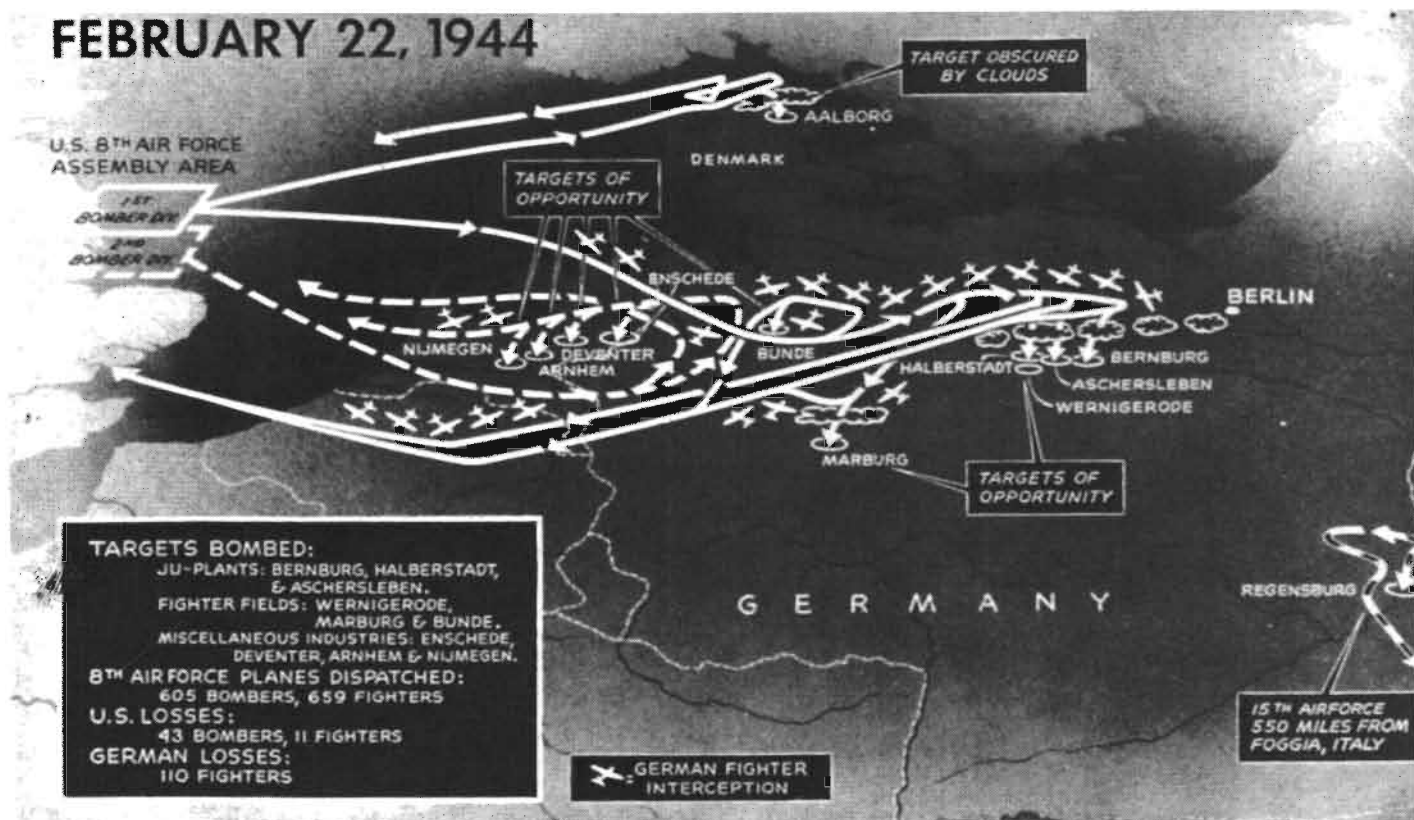 FEBRUARY 22, 1944
TARGET OBSCURED
BY CLOUDS
AALBORG
U.S. 8TH AIR FORCE
ASSEMBLY AREA
DENMARK
TARGETS OF
OPPORTUNITY
1ST
BOMBER DIV.
2ND
BOMBER DIV.
ENSCHEDE
BERLIN
NIJMEGEN
DEVENTER
ARNHEM
BÜNDE
HALBERSTADT
BERNBURG
ASCHERSLEBEN
WERNIGERODE
MARBURG
TARGETS OF
OPPORTUNITY
TARGETS BOMBED:
JU-PLANTS: BERNBURG, HALBERSTADT,
& ASCHERSLEBEN.
FIGHTER FIELDS: WERNIGERODE,
MARBURG & BÜNDE.
MISCELLANEOUS INDUSTRIES: ENSCHEDE,
DEVENTER, ARNHEM & NIJMEGEN.
8TH AIR FORCE PLANES DISPATCHED:
605 BOMBERS, 659 FIGHTERS
U.S. LOSSES:
43 BOMBERS, 11 FIGHTERS
GERMAN LOSSES:
110 FIGHTERS
GERMANY
REGENSBURG
15TH AIRFORCE
550 MILES FROM
FOGGIA, ITALY
= GERMAN FIGHTER
INTERCEPTION